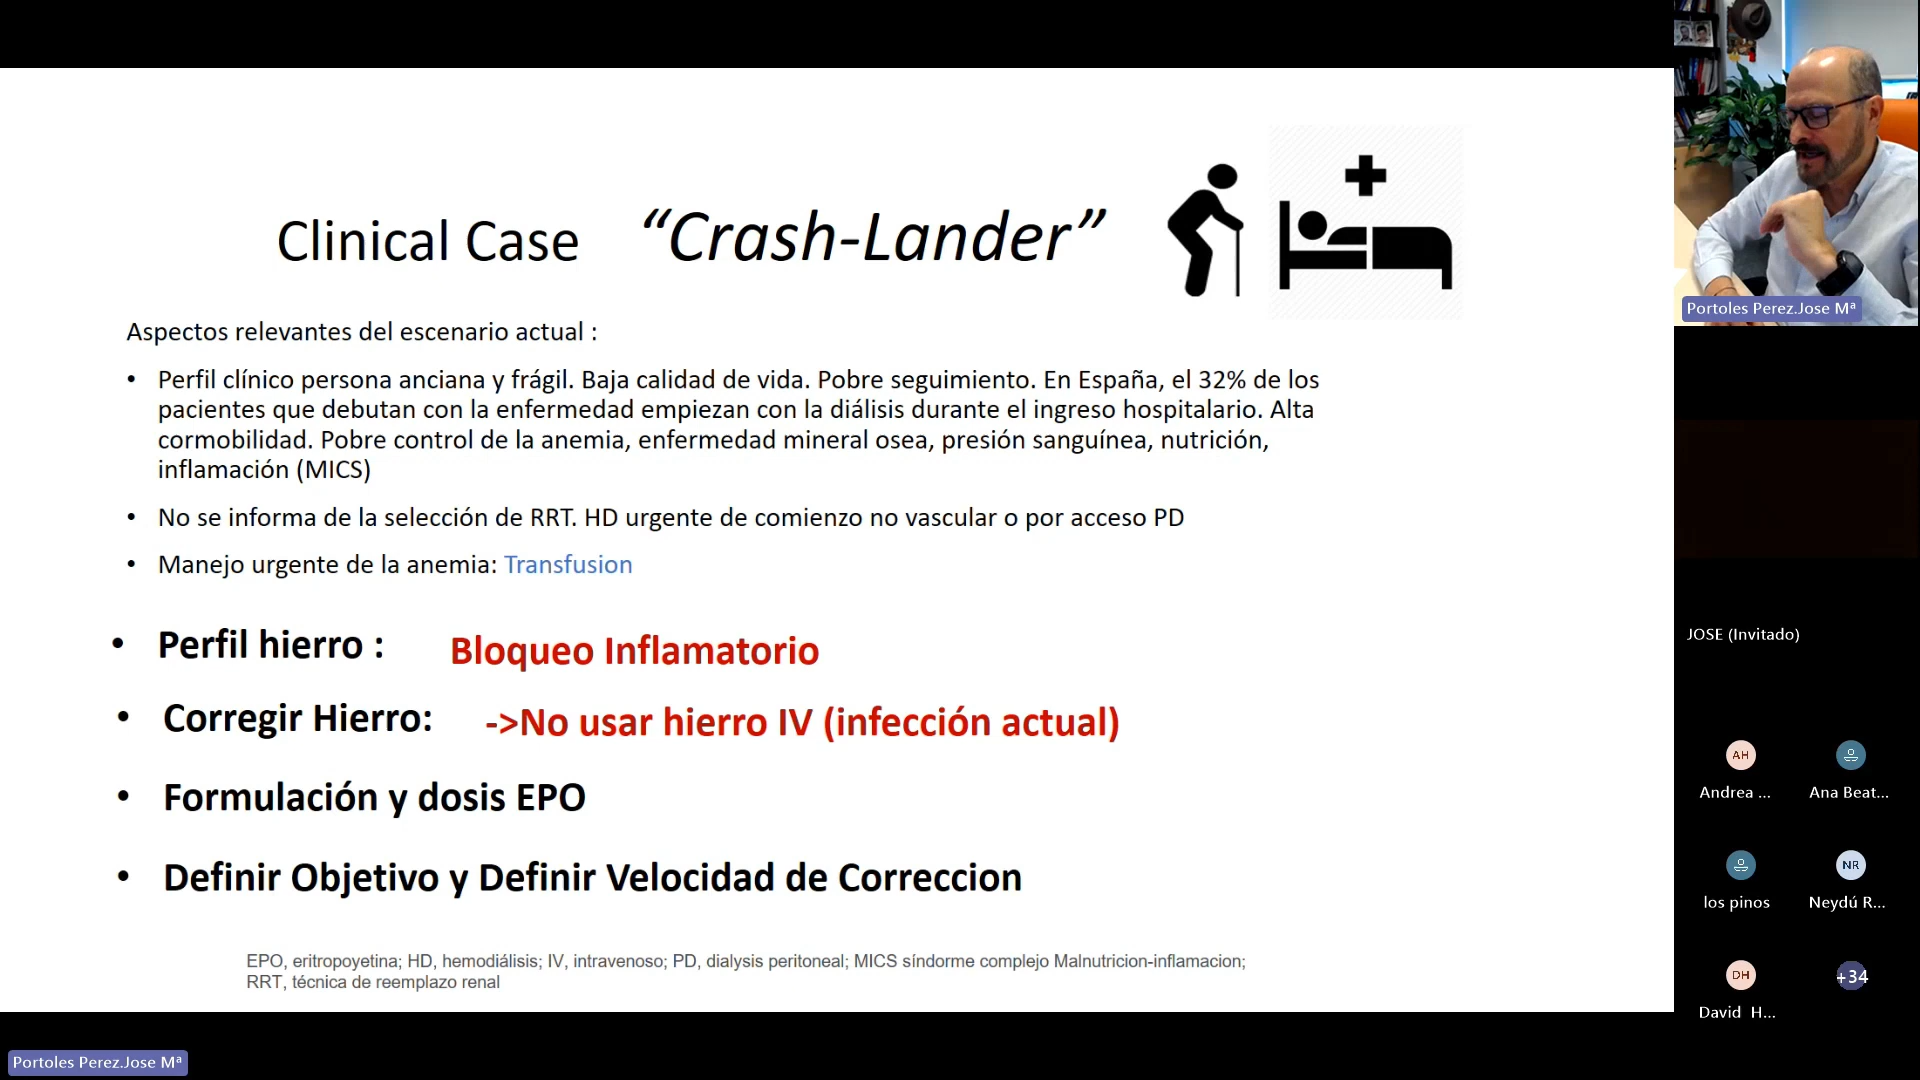 Clinical Case “Crash-Lander”
Aspectos relevantes del escenario actual :
• Perfil clínico persona anciana y frágil. Baja calidad de vida. Pobre seguimiento. En España, el 32% de los
pacientes que debutan con la enfermedad empiezan con la diálisis durante el ingreso hospitalario. Alta
cormobilidad. Pobre control de la anemia, enfermedad mineral osea, presión sanguínea, nutrición,
inflamación (MICS)
• No se informa de la selección de RRT. HD urgente de comienzo no vascular o por acceso PD
• Manejo urgente de la anemia: Transfusion
• Perfil hierro : Bloqueo Inflamatorio
• Corregir Hierro: ->No usar hierro IV (infección actual)
• Formulación y dosis EPO
• Definir Objetivo y Definir Velocidad de Correccion
EPO, eritropoyetina; HD, hemodiálisis; IV, intravenoso; PD, dialysis peritoneal; MICS síndorme complejo Malnutricion-inflamacion;
RRT, técnica de reemplazo renal
Portoles Perez.Jose Mª
Portoles Perez.Jose Mª
JOSE (Invitado)
AH
Andrea ...
Ana Beat...
los pinos
NR
Neydú R...
DH
David H...
+34